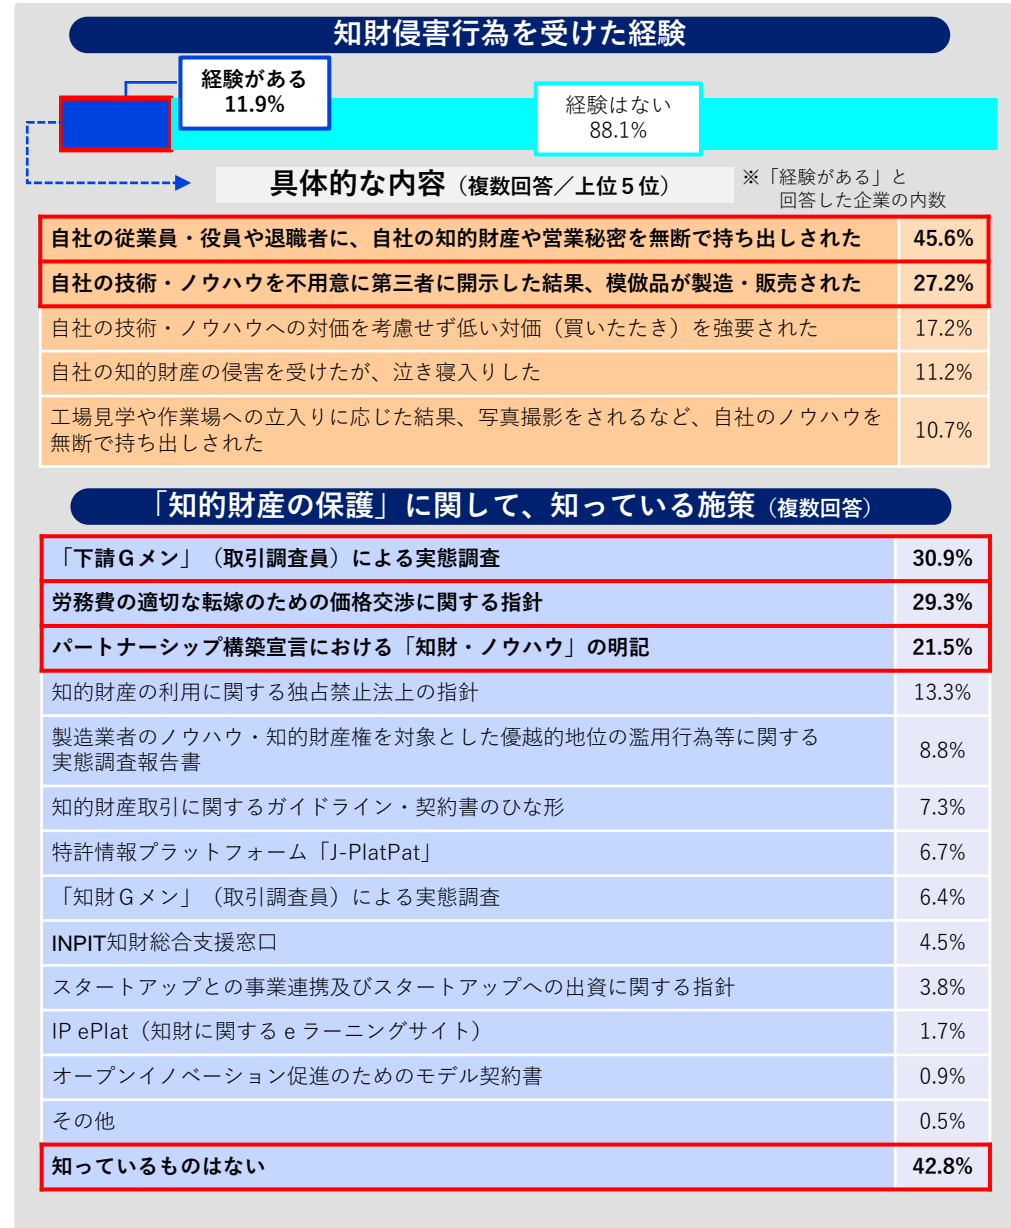 知財侵害行為を受けた経験
経験がある
11.9%
経験はない
88.1%
具体的な内容（複数回答／上位５位）
※「経験がある」と
回答した企業の内数
自社の従業員・役員や退職者に、自社の知的財産や営業秘密を無断で持ち出しされた 45.6%
自社の技術・ノウハウを不用意に第三者に開示した結果、模倣品が製造・販売された 27.2%
自社の技術・ノウハウへの対価を考慮せず低い対価（買いたたき）を強要された 17.2%
自社の知的財産の侵害を受けたが、泣き寝入りした 11.2%
工場見学や作業場への立入りに応じた結果、写真撮影をされるなど、自社のノウハウを
無断で持ち出しされた 10.7%
「知的財産の保護」に関して、知っている施策（複数回答）
「下請Ｇメン」（取引調査員）による実態調査 30.9%
労務費の適切な転嫁のための価格交渉に関する指針 29.3%
パートナーシップ構築宣言における「知財・ノウハウ」の明記 21.5%
知的財産の利用に関する独占禁止法上の指針 13.3%
製造業者のノウハウ・知的財産権を対象とした優越的地位の濫用行為等に関する
実態調査報告書 8.8%
知的財産取引に関するガイドライン・契約書のひな形 7.3%
特許情報プラットフォーム「J-PlatPat」 6.7%
「知財Ｇメン」（取引調査員）による実態調査 6.4%
INPIT知財総合支援窓口 4.5%
スタートアップとの事業連携及びスタートアップへの出資に関する指針 3.8%
IP ePlat（知財に関するｅラーニングサイト） 1.7%
オープンイノベーション促進のためのモデル契約書 0.9%
その他 0.5%
知っているものはない 42.8%